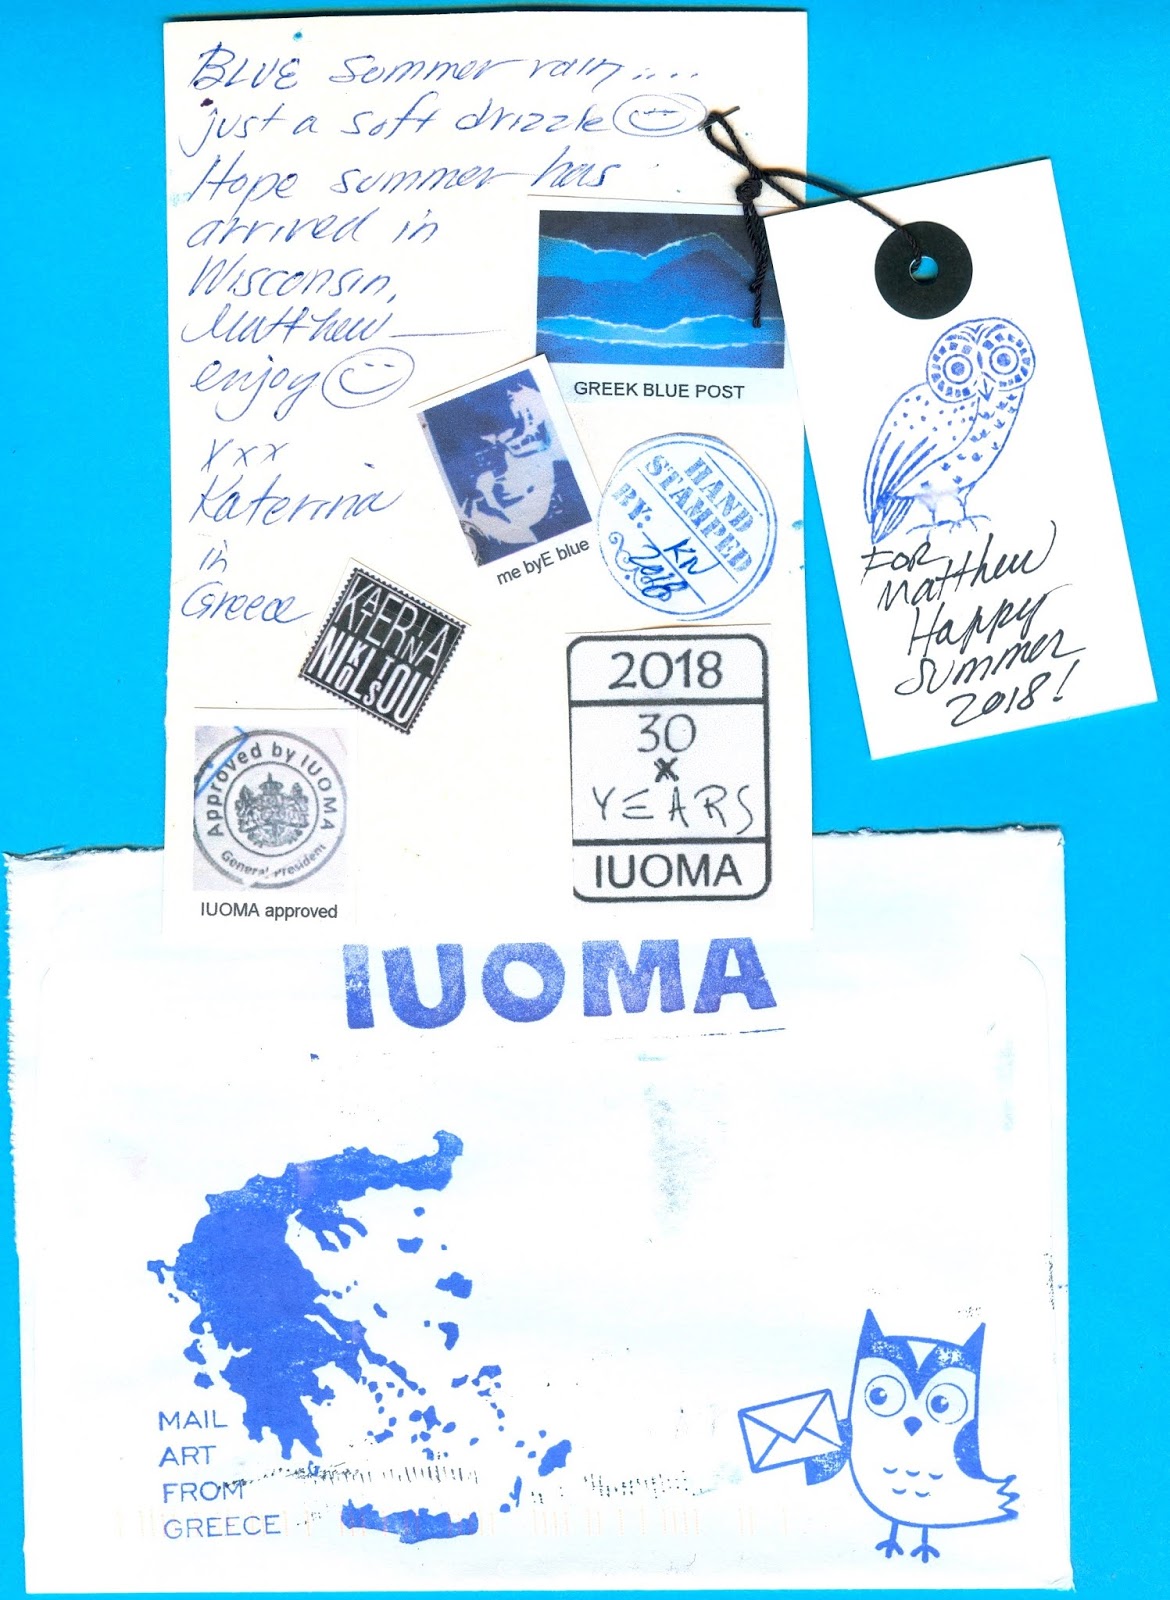 BLUE summer rain....
just a soft drizzle
Hope summer has
arrived in
Wisconsin,
Matthew —
enjoy
xxx
Katerina
in
Greece
GREEK BLUE POST
me byE blue
HAND
STAMPED
BY:
KN
2018
KATERINA
NIKOLTSOU
2018
30
x
YEARS
IUOMA
Approved by IUOMA
General President
IUOMA approved
FOR
Matthew
Happy
Summer
2018!
IUOMA
MAIL
ART
FROM
GREECE